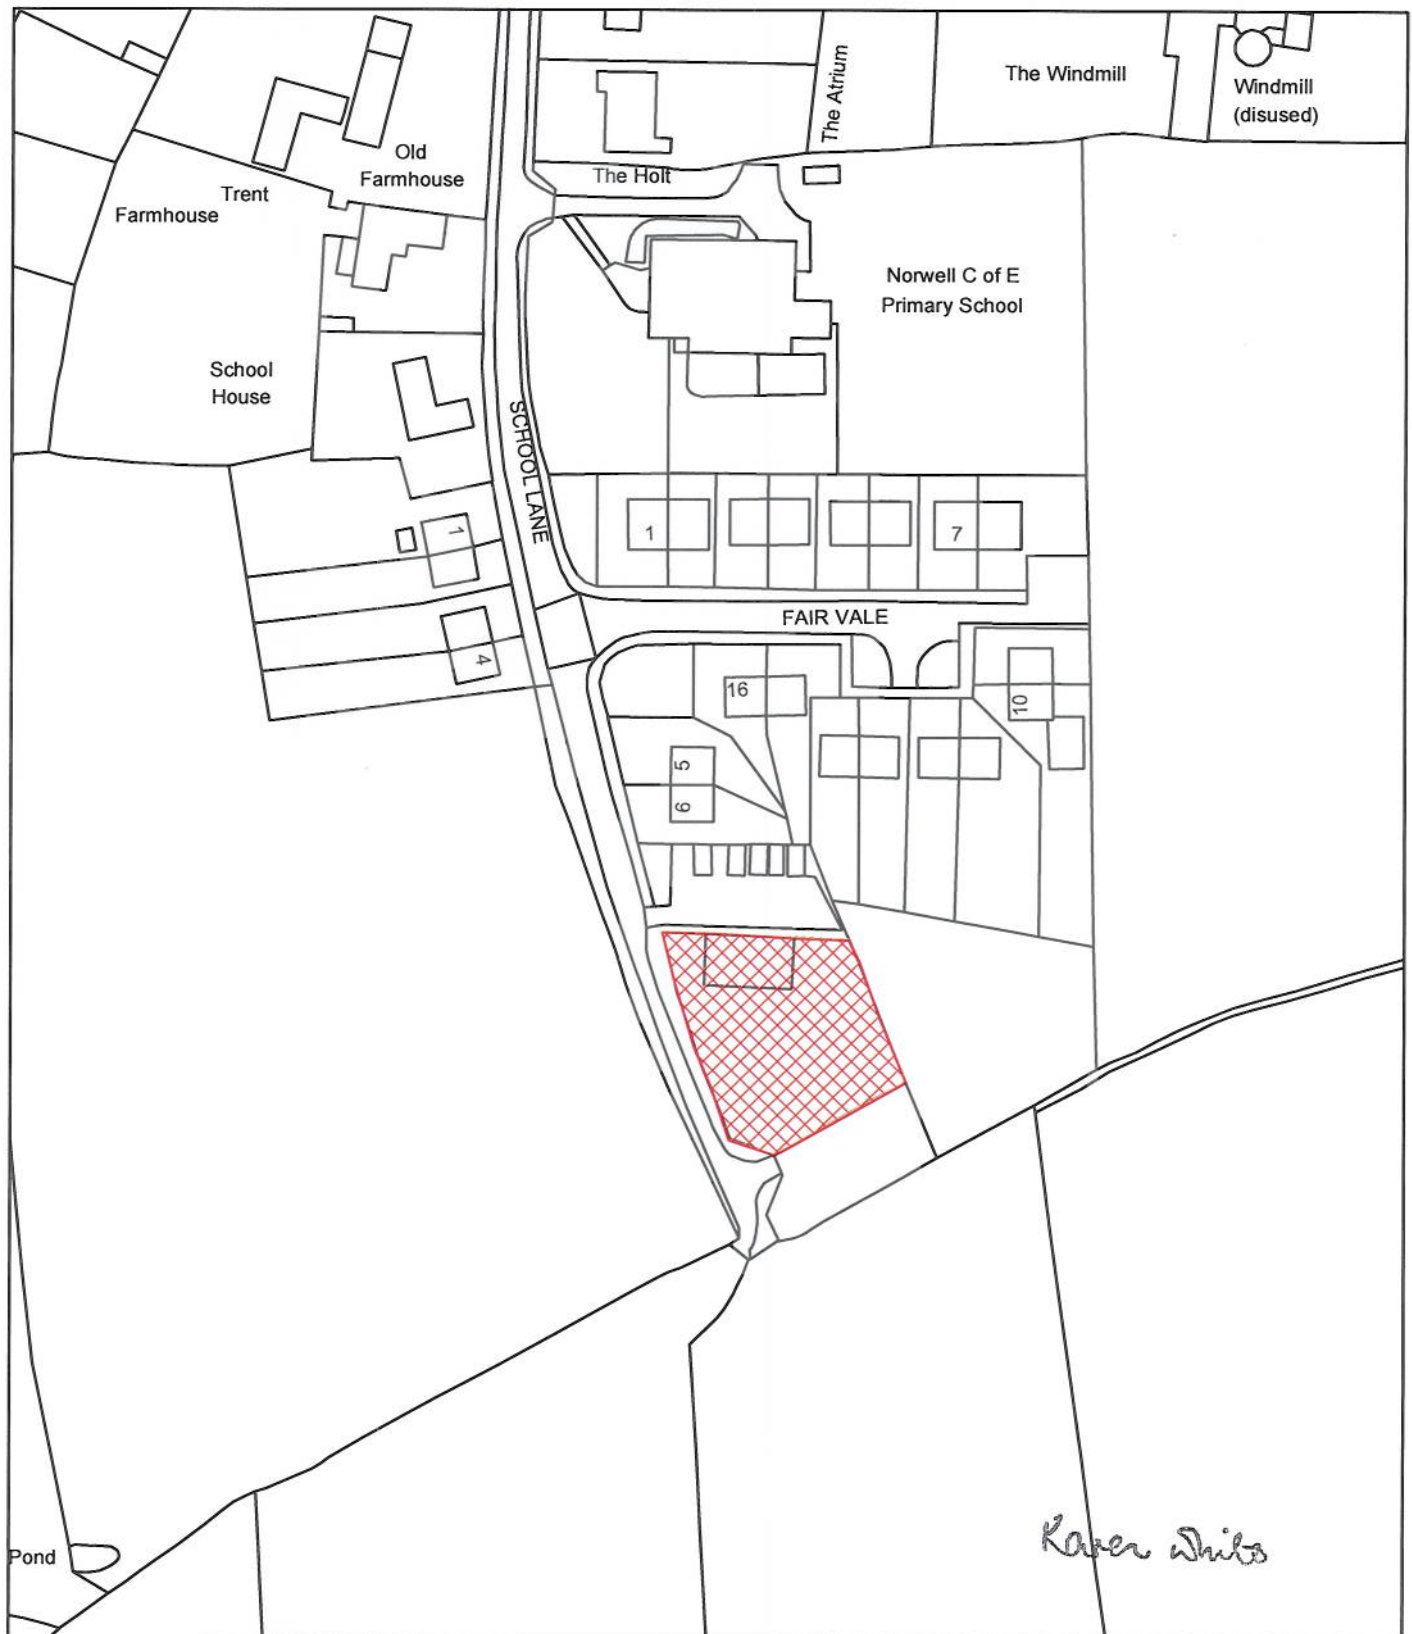 The Windmill
Windmill
(disused)
The Atrium
Old
Farmhouse
The Holt
Trent
Farmhouse
Norwell C of E
Primary School
School
House
SCHOOL LANE
1
1
7
FAIR VALE
4
16
10
5
6
Karen White
Pond